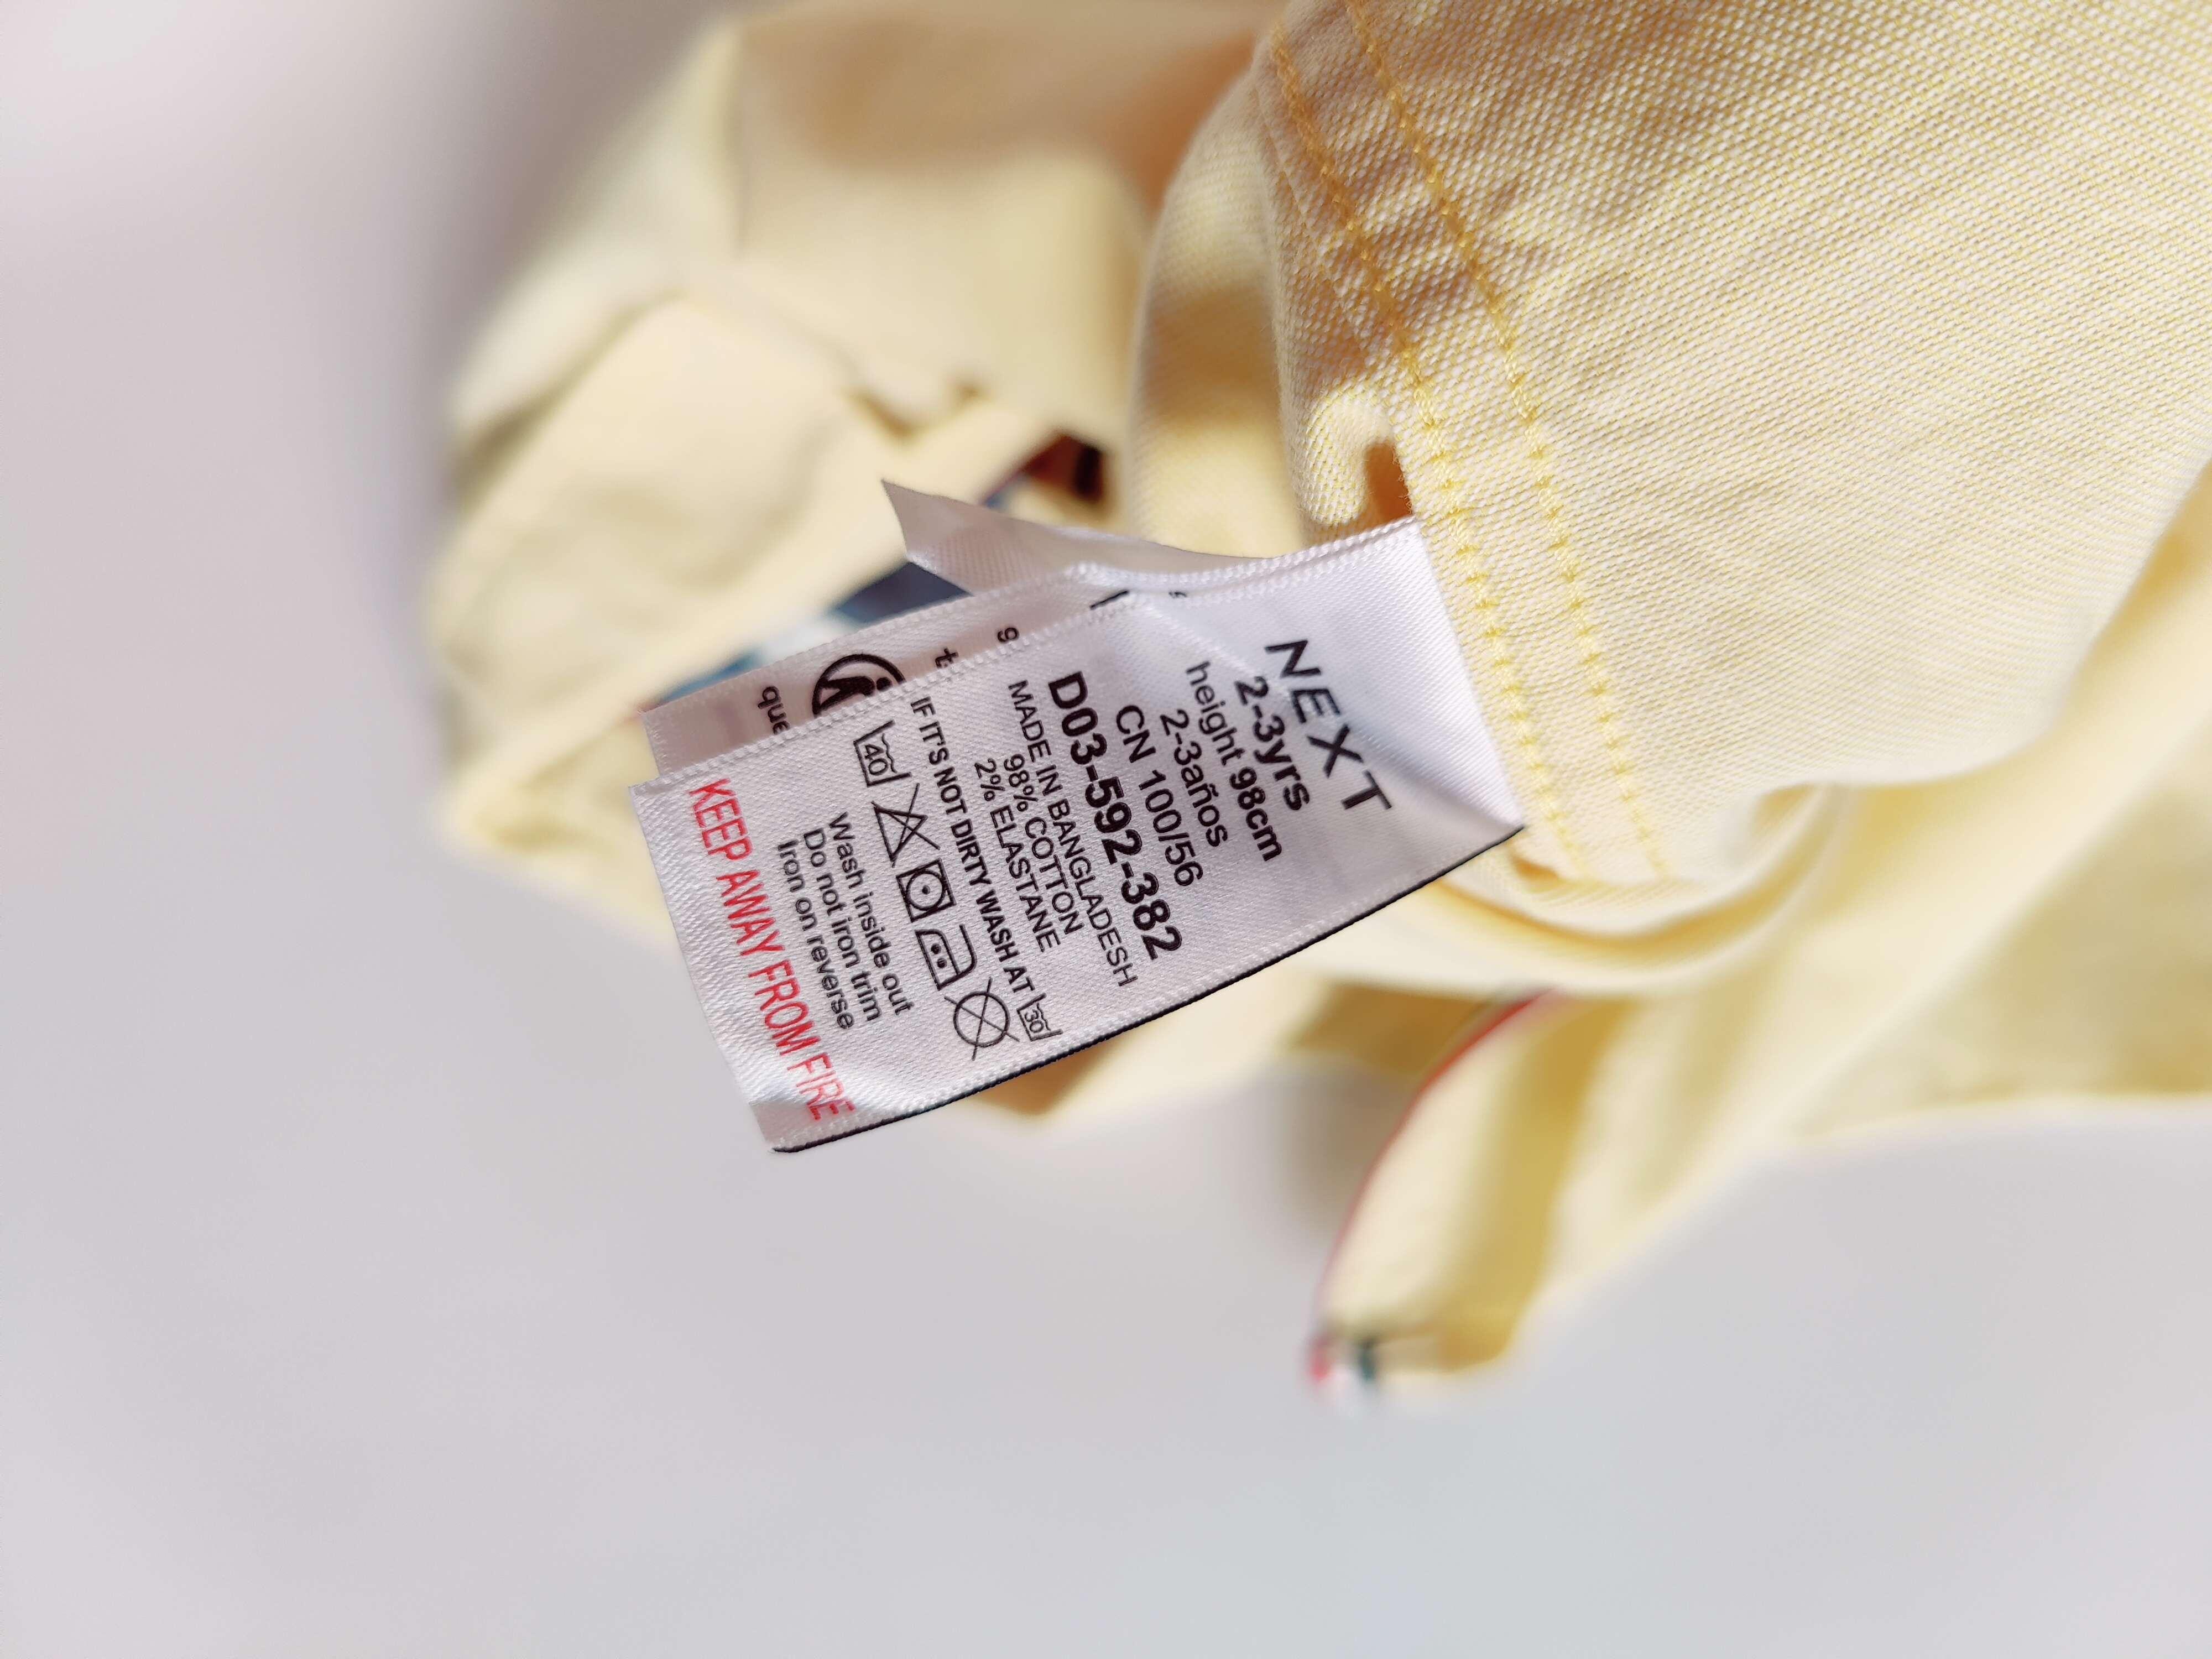 NEXT
2-3yrs
height 98cm
2-3años
CN 100/56
D03-592-382
MADE IN BANGLADESH
98% COTTON
2% ELASTANE
IF IT'S NOT DIRTY WASH AT 30
40
Wash inside out
Do not iron trim
Iron on reverse
KEEP AWAY FROM FIRE
que